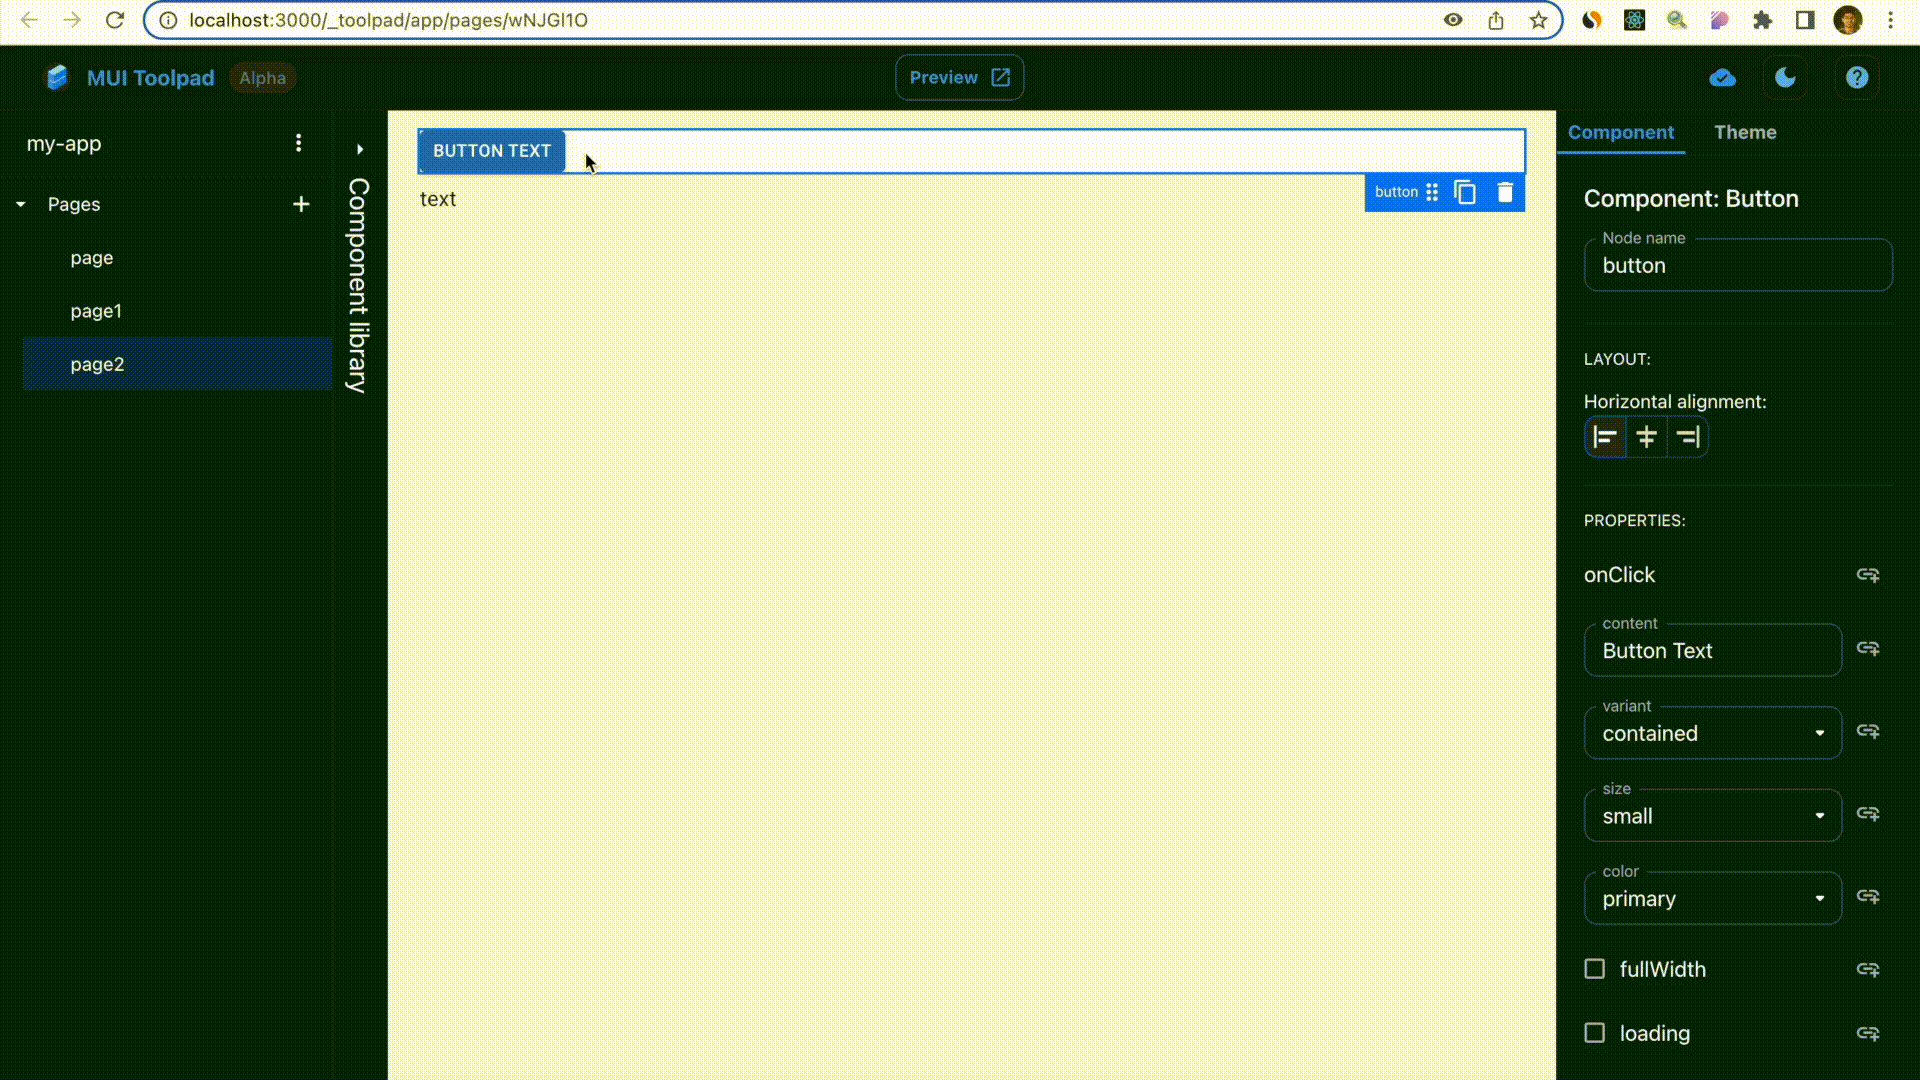 localhost:3000/_toolpad/app/pages/wNJGl1O
MUI Toolpad
Alpha
Preview
my-app
Pages
page
page1
page2
Component library
BUTTON TEXT
text
button
Component
Theme
Component: Button
Node name
button
LAYOUT:
Horizontal alignment:
PROPERTIES:
onClick
content
Button Text
variant
contained
size
small
color
primary
fullWidth
loading